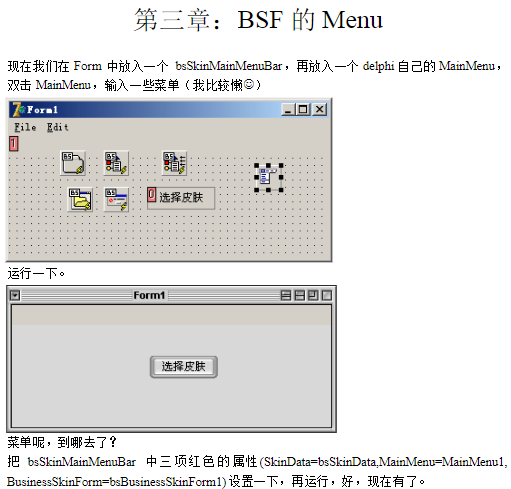 第三章：BSF 的 Menu
现在我们在 Form 中放入一个 bsSkinMainMenuBar，再放入一个 delphi 自己的 MainMenu，
双击 MainMenu，输入一些菜单（我比较懒☺）
Form1
File Edit
选择皮肤
运行一下。
Form1
选择皮肤
菜单呢，到哪去了？
把 bsSkinMainMenuBar 中三项红色的属性(SkinData=bsSkinData,MainMenu=MainMenu1,
BusinessSkinForm=bsBusinessSkinForm1) 设置一下，再运行，好，现在有了。